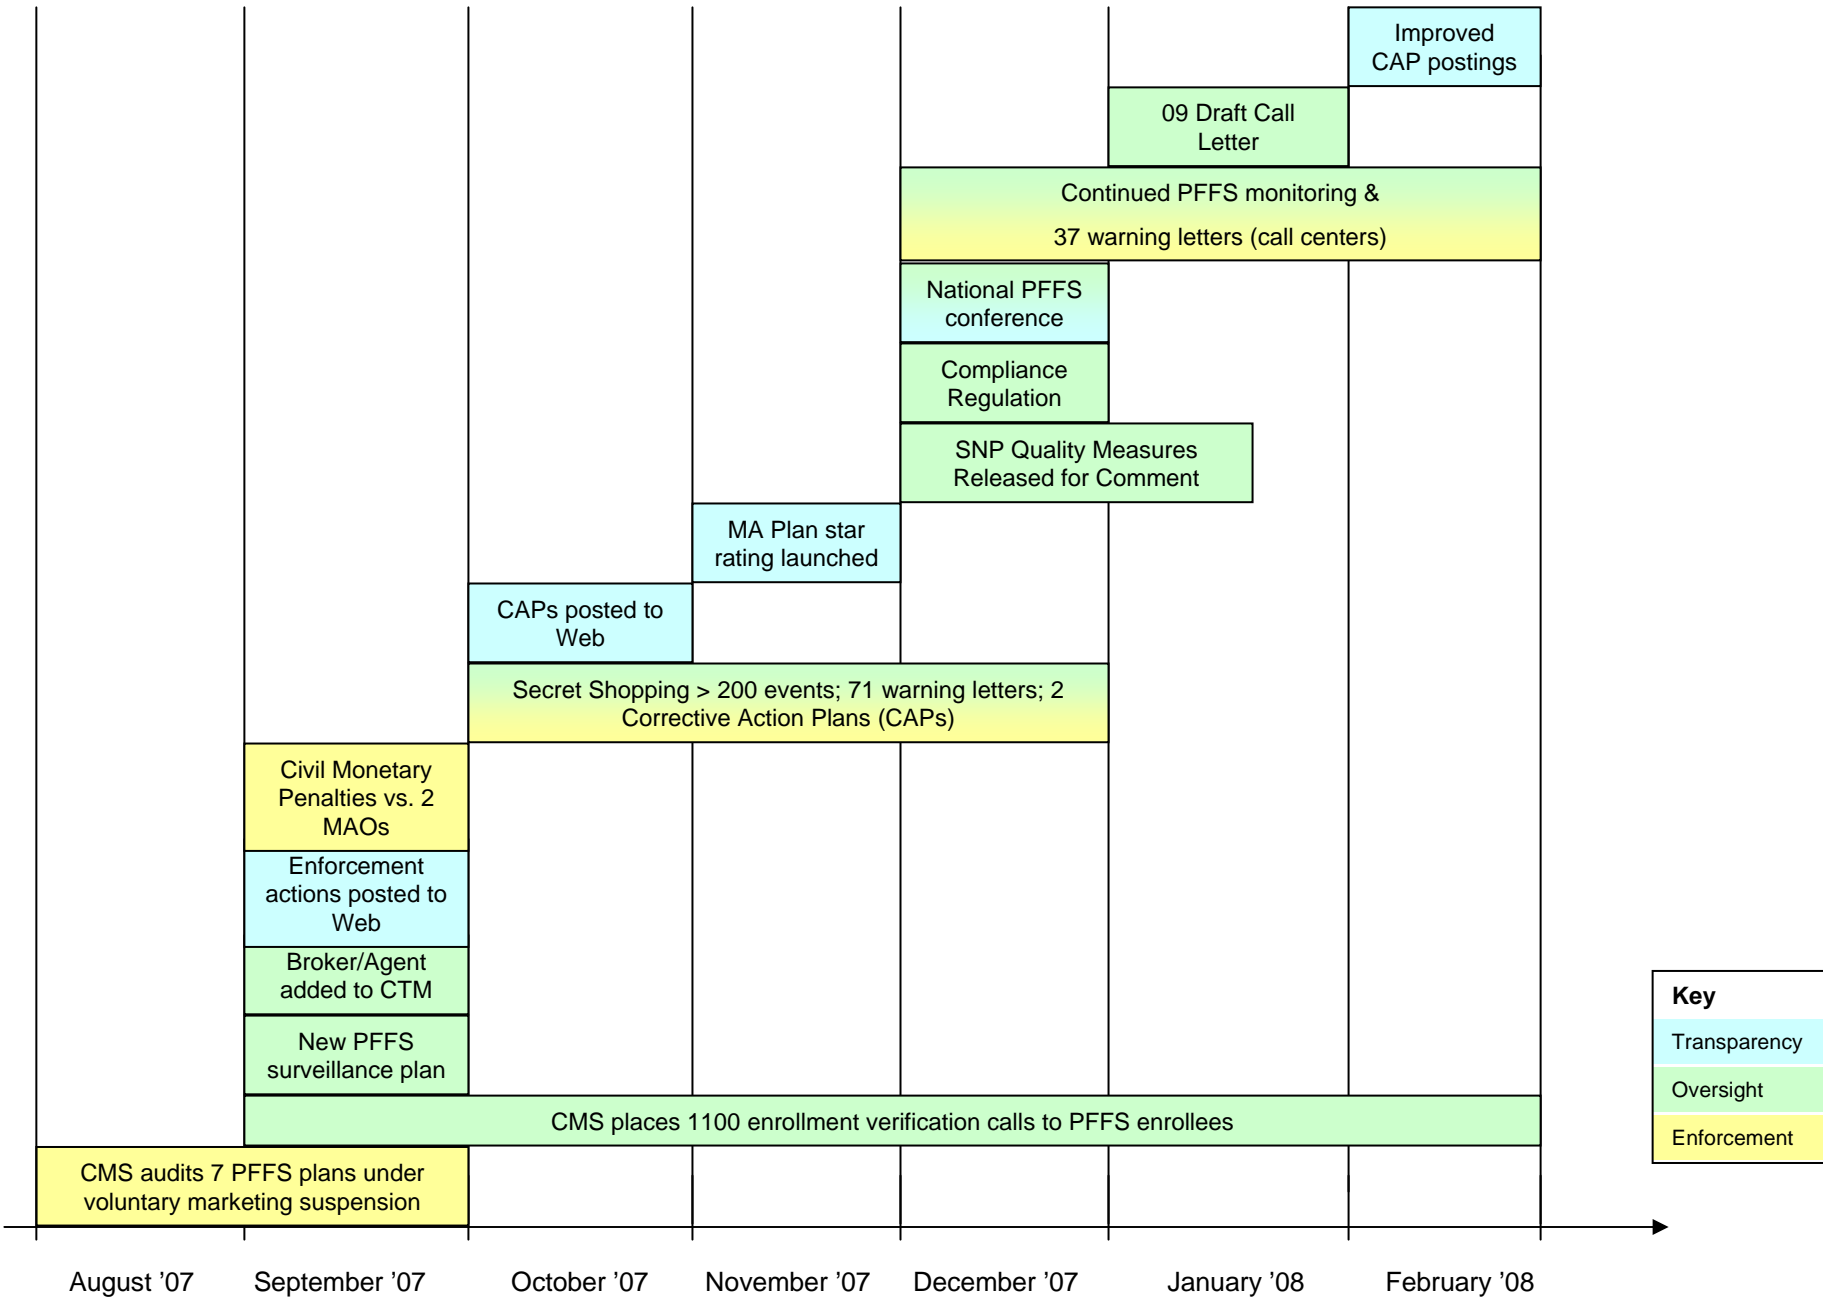 Improved
CAP postings
09 Draft Call
Letter
Continued PFFS monitoring &
37 warning letters (call centers)
National PFFS
conference
Compliance
Regulation
SNP Quality Measures
Released for Comment
MA Plan star
rating launched
CAPs posted to
Web
Secret Shopping > 200 events; 71 warning letters; 2
Corrective Action Plans (CAPs)
Civil Monetary
Penalties vs. 2
MAOs
Enforcement
actions posted to
Web
Broker/Agent
added to CTM
New PFFS
surveillance plan
CMS places 1100 enrollment verification calls to PFFS enrollees
CMS audits 7 PFFS plans under
voluntary marketing suspension
Key
Transparency
Oversight
Enforcement
August ’07
September ’07
October ’07
November ’07
December ’07
January ’08
February ’08